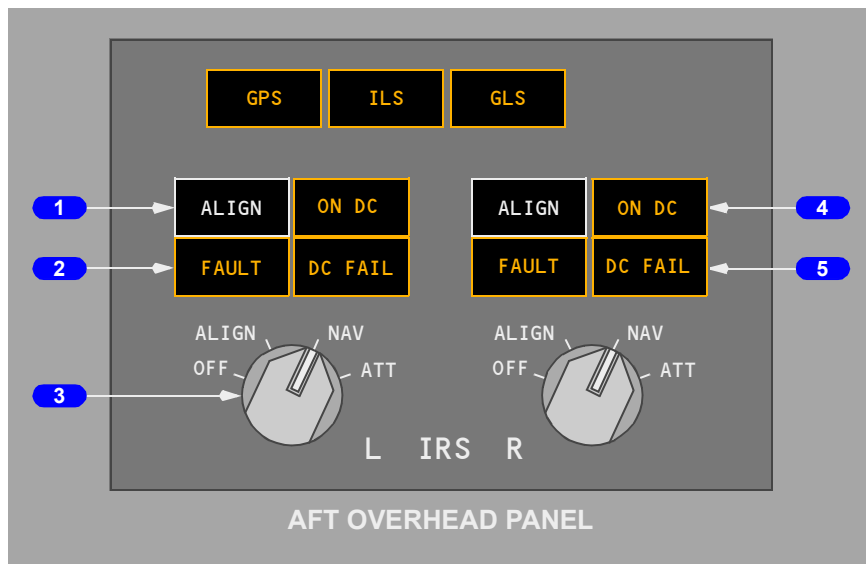 GPS ILS GLS
1 ALIGN ON DC ALIGN ON DC 4
2 FAULT DC FAIL FAULT DC FAIL 5
ALIGN NAV ALIGN NAV
OFF ATT OFF ATT
3
L IRS R
AFT OVERHEAD PANEL